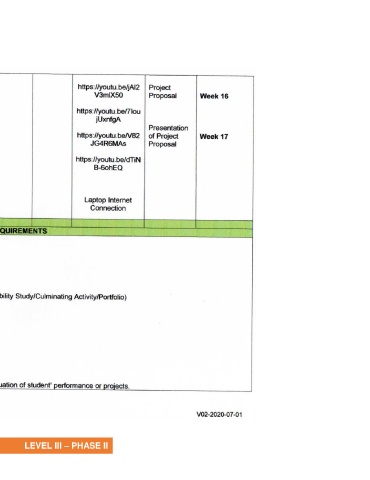 https://youtu.be/jAl2
V3mlX50
Project
Proposal
Week 16
https://youtu.be/7Iou
jUxnfgA
https://youtu.be/V82
JG4R6MAs
Presentation
of Project
Proposal
Week 17
https://youtu.be/dTiN
B-6ohEQ
Laptop Internet
Connection
QUIREMENTS
bility Study/Culminating Activity/Portfolio)
uation of student' performance or projects.
V02-2020-07-01
LEVEL III – PHASE II